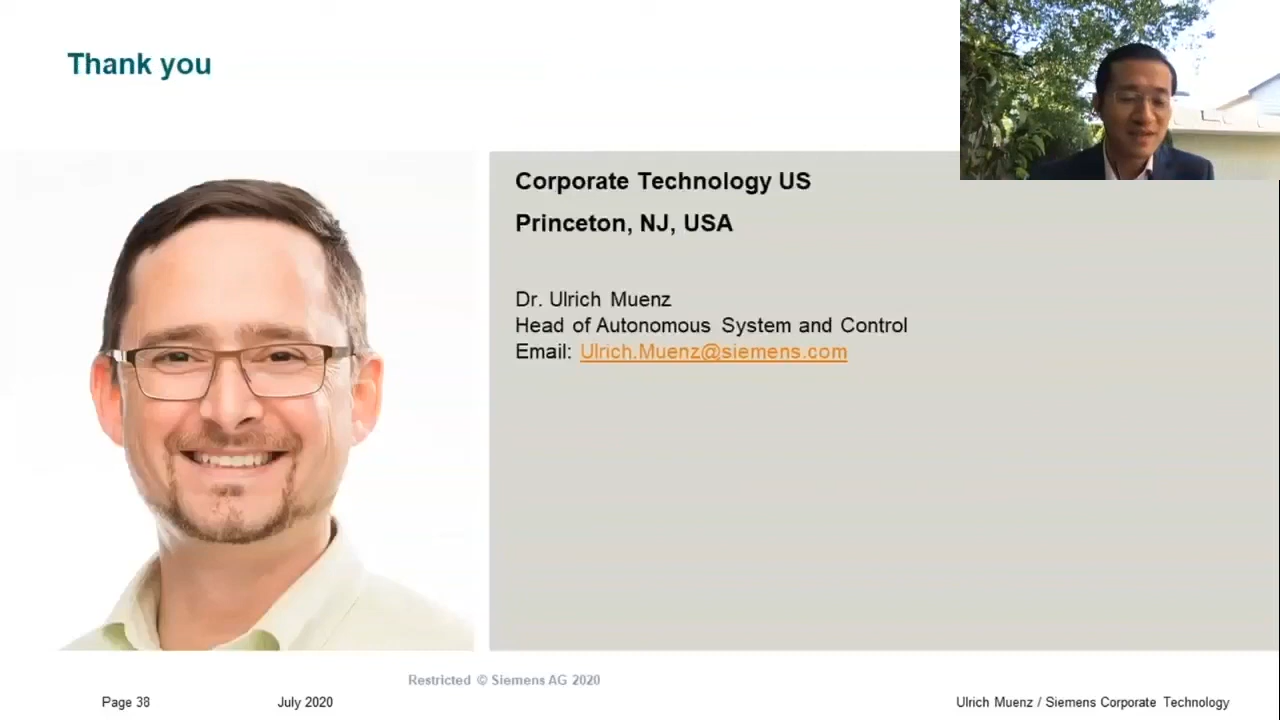 Thank you
Corporate Technology US
Princeton, NJ, USA
Dr. Ulrich Muenz
Head of Autonomous System and Control
Email: Ulrich.Muenz@siemens.com
Restricted © Siemens AG 2020
Page 38 July 2020 Ulrich Muenz / Siemens Corporate Technology